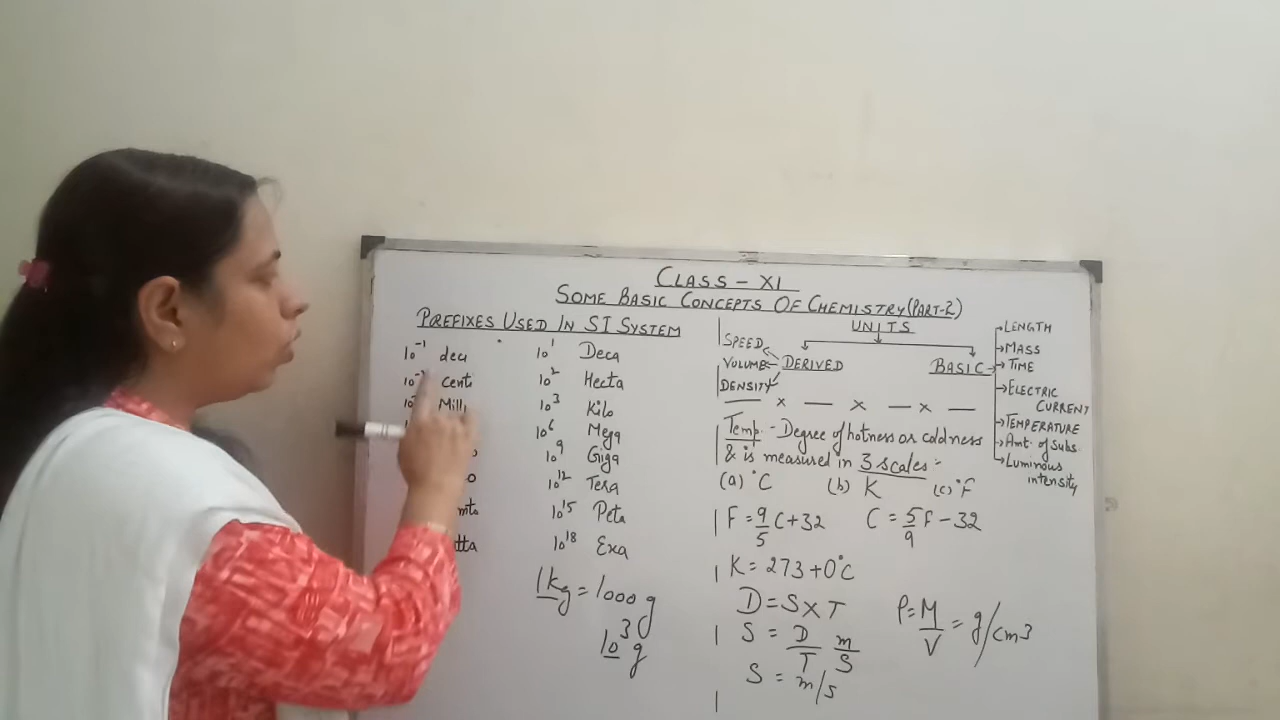 CLASS - XI
SOME BASIC CONCEPTS OF CHEMISTRY (PART-2)
PREFIXES USED IN SI SYSTEM
10⁻¹ deci
centi
Milli
10¹ Deca
10² Hecta
10³ Kilo
10⁶ Mega
10⁹ Giga
10¹² Tera
10¹⁵ Peta
10¹⁸ Exa
1kg = 1000 g
10³ g
UNITS
SPEED
VOLUME
DENSITY
DERIVED
BASIC
LENGTH
MASS
TIME
ELECTRIC
CURRENT
TEMPERATURE
Amt. of Subs.
Luminous
intensity
Temp. - Degree of hotness or coldness
& is measured in 3 scales :-
(a) °C (b) K (c) °F
F = 9/5 C + 32 C = 5/9 F - 32
K = 273 + 0°C
D = S X T
S = D/T m/s
S = m/s
P = M/V = g/cm³